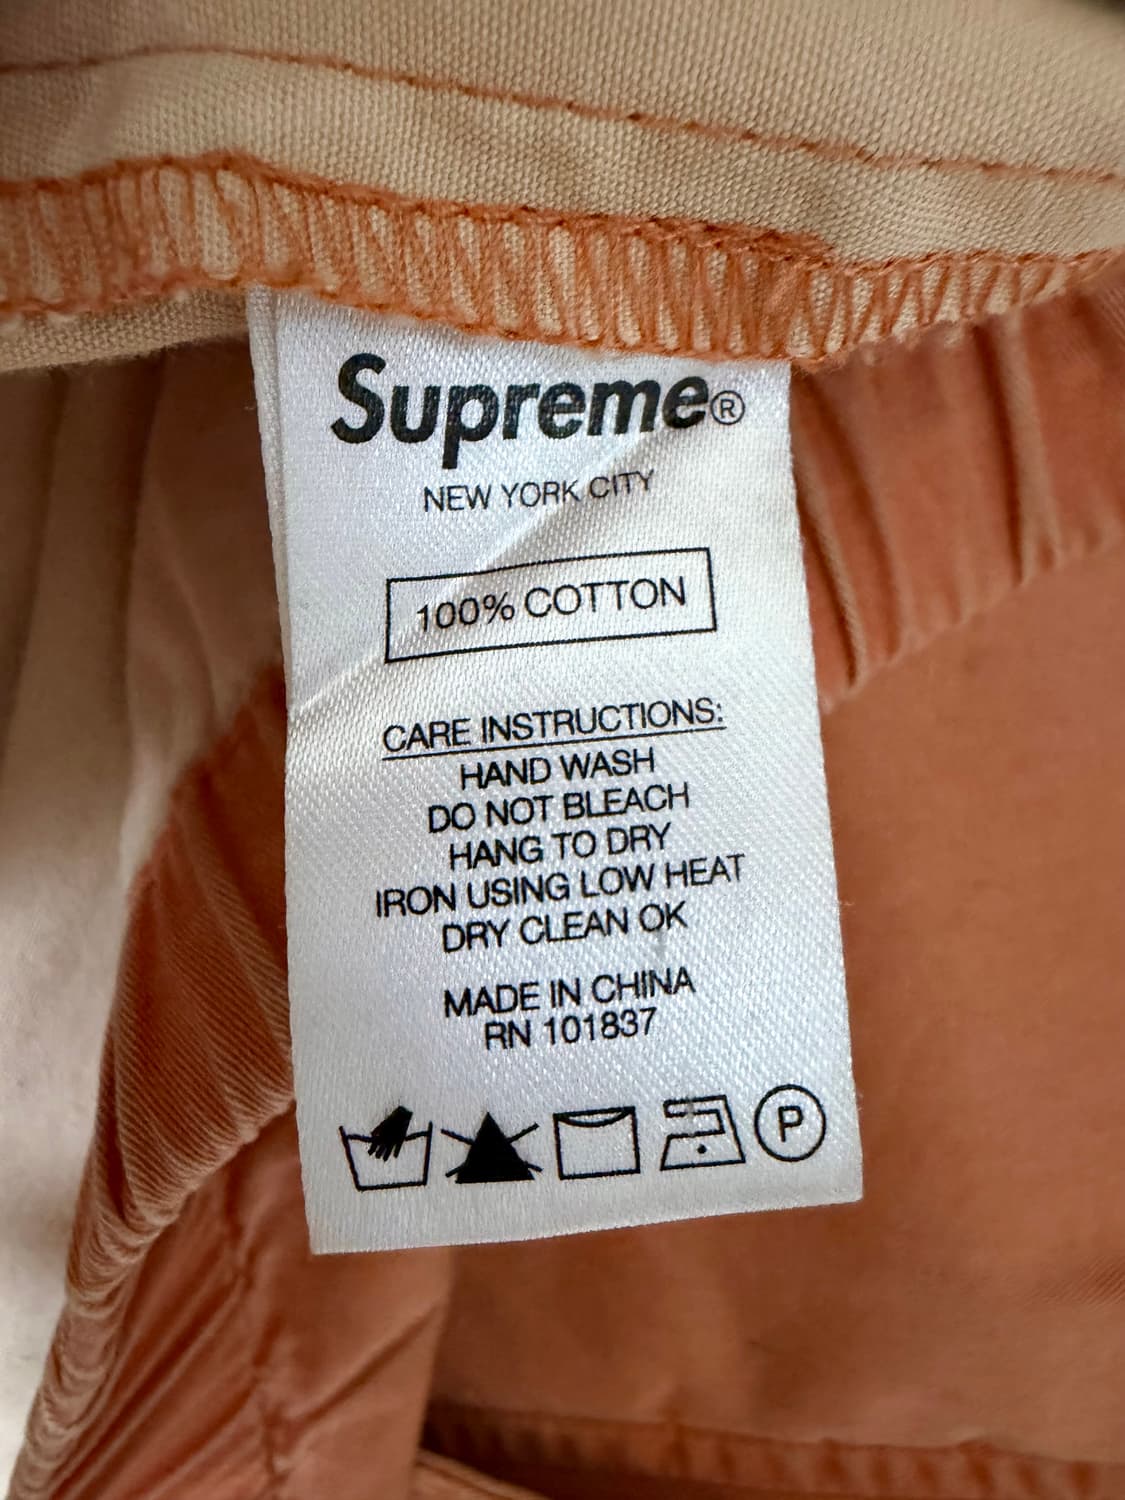 Supreme®
NEW YORK CITY
100% COTTON
CARE INSTRUCTIONS:
HAND WASH
DO NOT BLEACH
HANG TO DRY
IRON USING LOW HEAT
DRY CLEAN OK
MADE IN CHINA
RN 101837
P